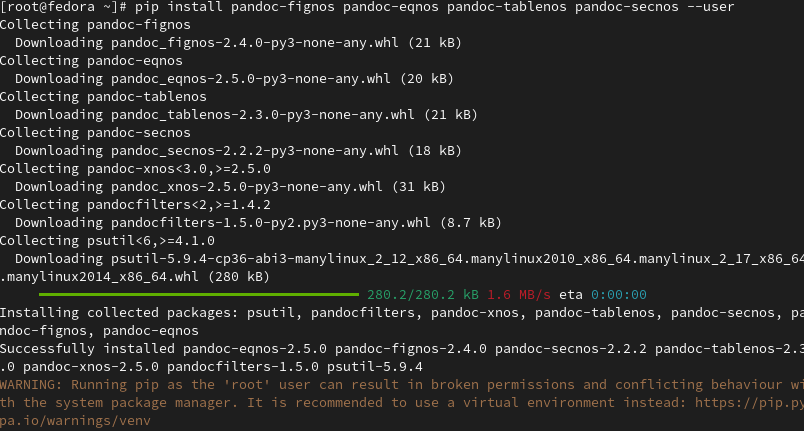 [root@fedora ~]# pip install pandoc-fignos pandoc-eqnos pandoc-tablenos pandoc-secnos --user
Collecting pandoc-fignos
  Downloading pandoc_fignos-2.4.0-py3-none-any.whl (21 kB)
Collecting pandoc-eqnos
  Downloading pandoc_eqnos-2.5.0-py3-none-any.whl (20 kB)
Collecting pandoc-tablenos
  Downloading pandoc_tablenos-2.3.0-py3-none-any.whl (21 kB)
Collecting pandoc-secnos
  Downloading pandoc_secnos-2.2.2-py3-none-any.whl (18 kB)
Collecting pandoc-xnos<3.0,>=2.5.0
  Downloading pandoc_xnos-2.5.0-py3-none-any.whl (31 kB)
Collecting pandocfilters<2,>=1.4.2
  Downloading pandocfilters-1.5.0-py2.py3-none-any.whl (8.7 kB)
Collecting psutil<6,>=4.1.0
  Downloading psutil-5.9.4-cp36-abi3-manylinux_2_12_x86_64.manylinux2010_x86_64.manylinux_2_17_x86_64
.manylinux2014_x86_64.whl (280 kB)
280.2/280.2 kB 1.6 MB/s eta 0:00:00
Installing collected packages: psutil, pandocfilters, pandoc-xnos, pandoc-tablenos, pandoc-secnos, pa
ndoc-fignos, pandoc-eqnos
Successfully installed pandoc-eqnos-2.5.0 pandoc-fignos-2.4.0 pandoc-secnos-2.2.2 pandoc-tablenos-2.3
.0 pandoc-xnos-2.5.0 pandocfilters-1.5.0 psutil-5.9.4
WARNING: Running pip as the 'root' user can result in broken permissions and conflicting behaviour wi
th the system package manager. It is recommended to use a virtual environment instead: https://pip.py
pa.io/warnings/venv